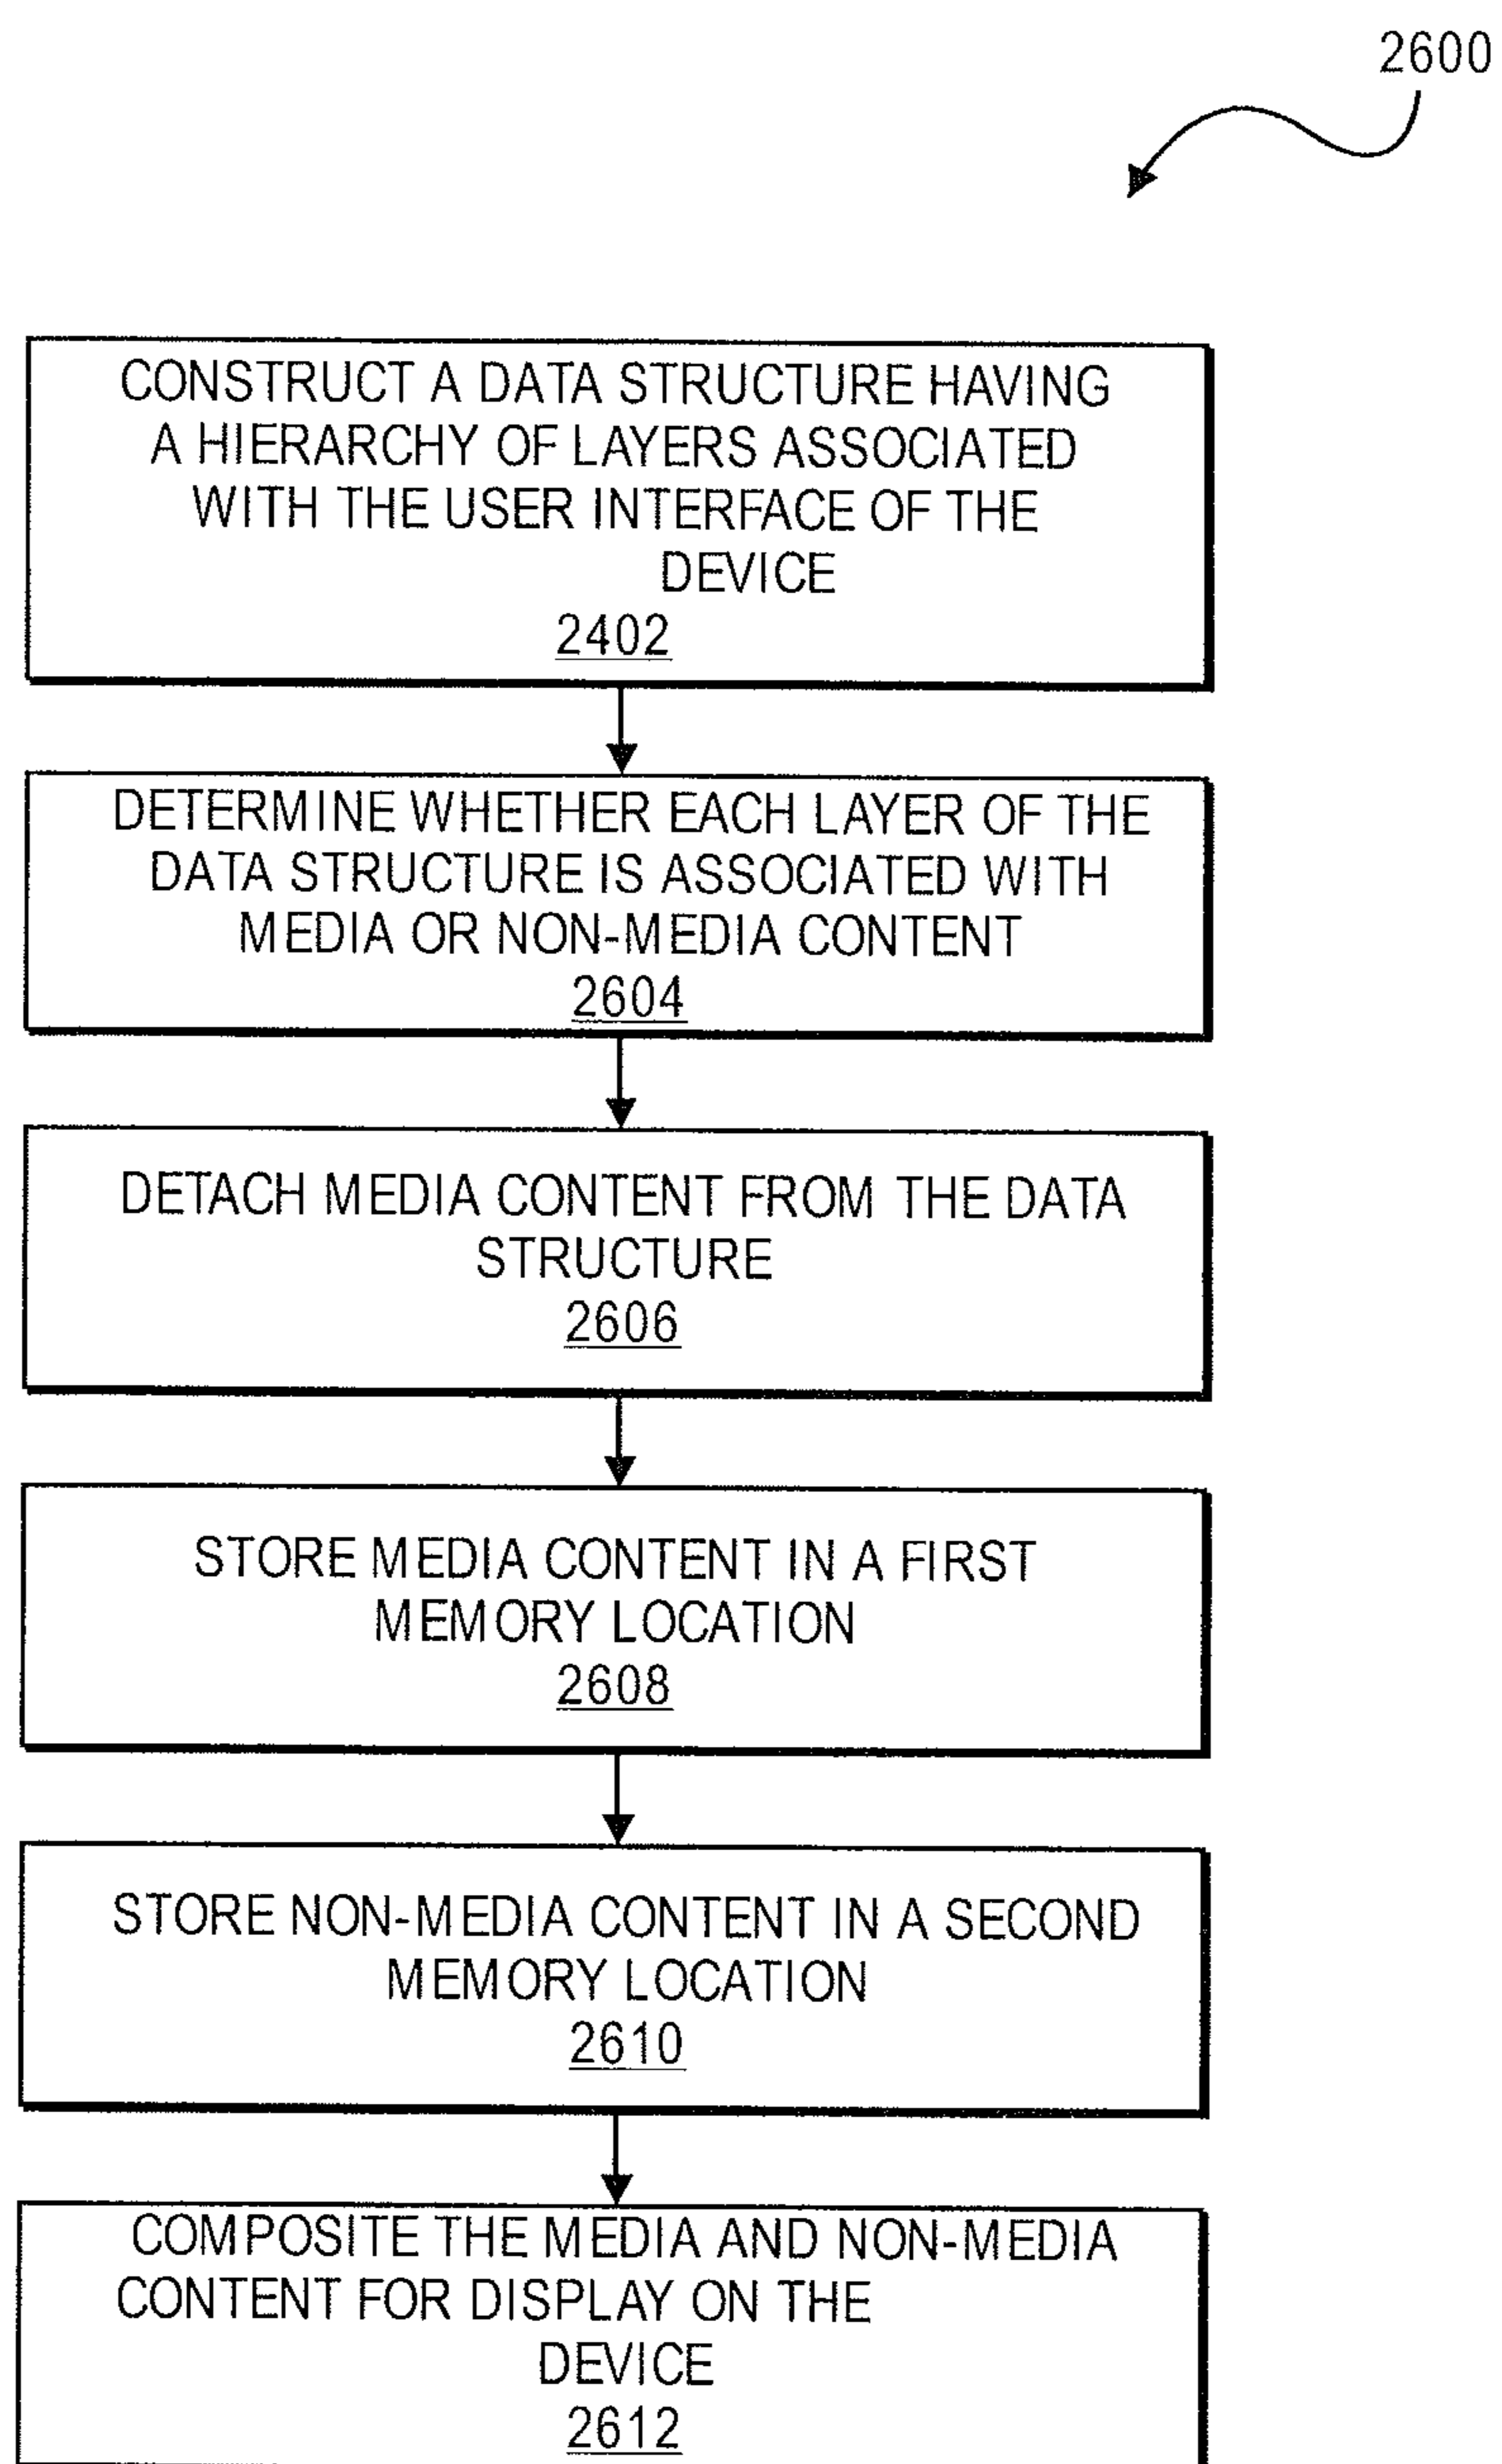 2600
CONSTRUCT A DATA STRUCTURE HAVING
A HIERARCHY OF LAYERS ASSOCIATED
WITH THE USER INTERFACE OF THE
DEVICE
2402
DETERMINE WHETHER EACH LAYER OF THE
DATA STRUCTURE IS ASSOCIATED WITH
MEDIA OR NON-MEDIA CONTENT
2604
DETACH MEDIA CONTENT FROM THE DATA
STRUCTURE
2606
STORE MEDIA CONTENT IN A FIRST
MEMORY LOCATION
2608
STORE NON-MEDIA CONTENT IN A SECOND
MEMORY LOCATION
2610
COMPOSITE THE MEDIA AND NON-MEDIA
CONTENT FOR DISPLAY ON THE
DEVICE
2612